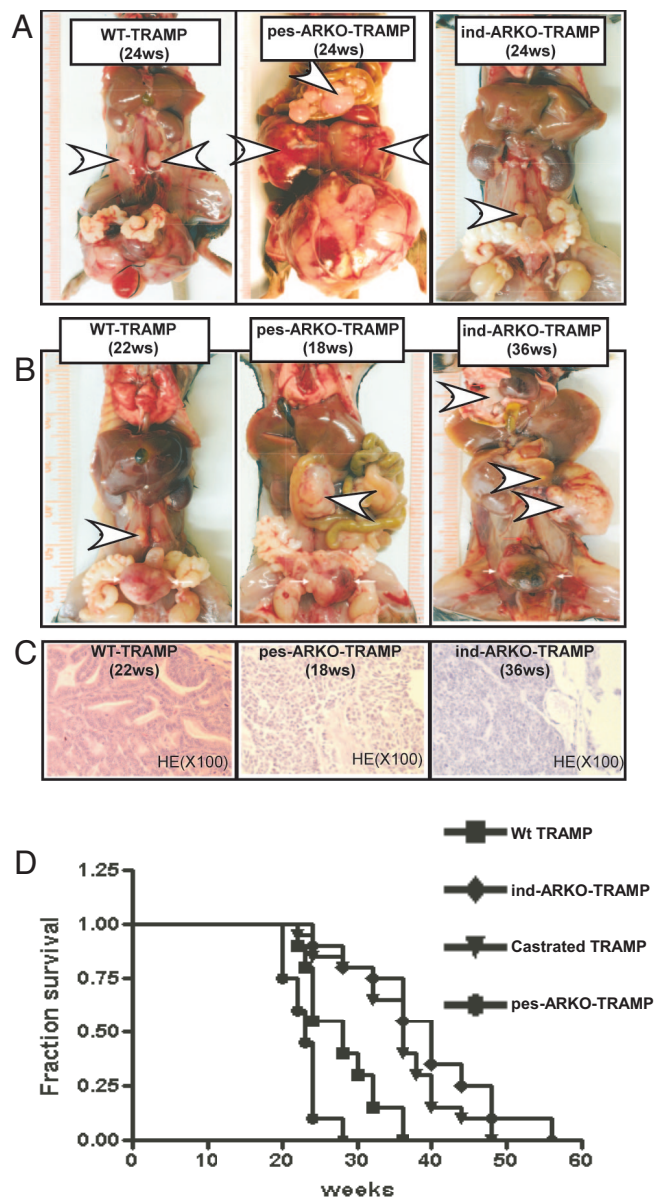 A
WT-TRAMP
(24ws)
pes-ARKO-TRAMP
(24ws)
ind-ARKO-TRAMP
(24ws)
B
WT-TRAMP
(22ws)
pes-ARKO-TRAMP
(18ws)
ind-ARKO-TRAMP
(36ws)
C
WT-TRAMP
(22ws)
HE(X100)
pes-ARKO-TRAMP
(18ws)
HE(X100)
ind-ARKO-TRAMP
(36ws)
HE(X100)
D
Wt TRAMP
ind-ARKO-TRAMP
Castrated TRAMP
pes-ARKO-TRAMP
Fraction survival
1.25
1.00
0.75
0.50
0.25
0.00
0 10 20 30 40 50 60
weeks